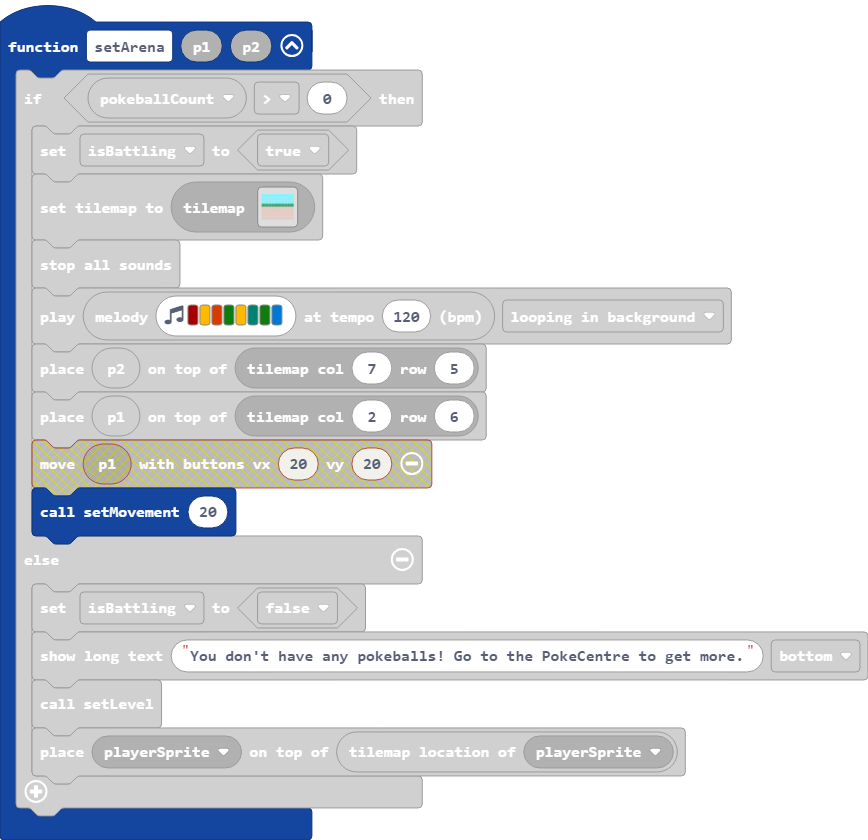 function setArena p1 p2
if pokeballCount > 0 then
set isBattling to true
set tilemap to tilemap
stop all sounds
play melody at tempo 120 (bpm) looping in background
place p2 on top of tilemap col 7 row 5
place p1 on top of tilemap col 2 row 6
move p1 with buttons vx 20 vy 20
call setMovement 20
else
set isBattling to false
show long text "You don't have any pokeballs! Go to the PokeCentre to get more." bottom
call setLevel
place playerSprite on top of tilemap location of playerSprite